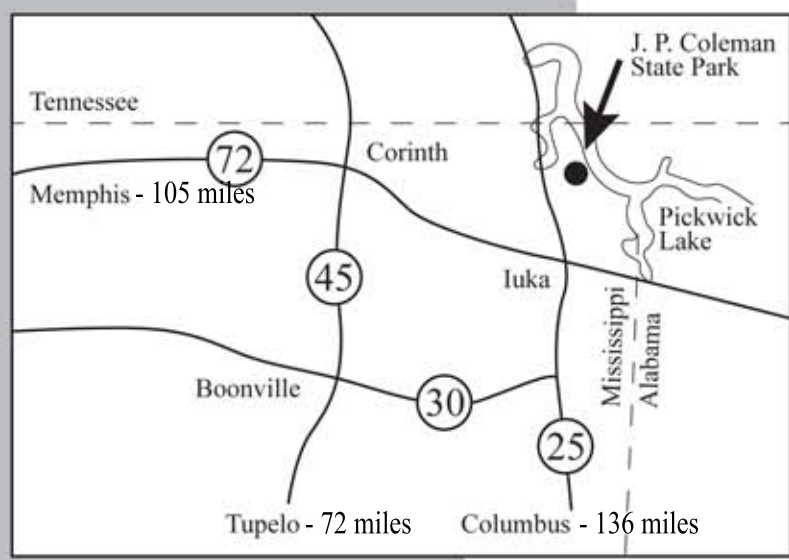 J. P. Coleman
State Park
Tennessee
72
Corinth
Memphis - 105 miles
Pickwick
Lake
45
Iuka
Mississippi
Alabama
Boonville
30
25
Tupelo - 72 miles
Columbus - 136 miles